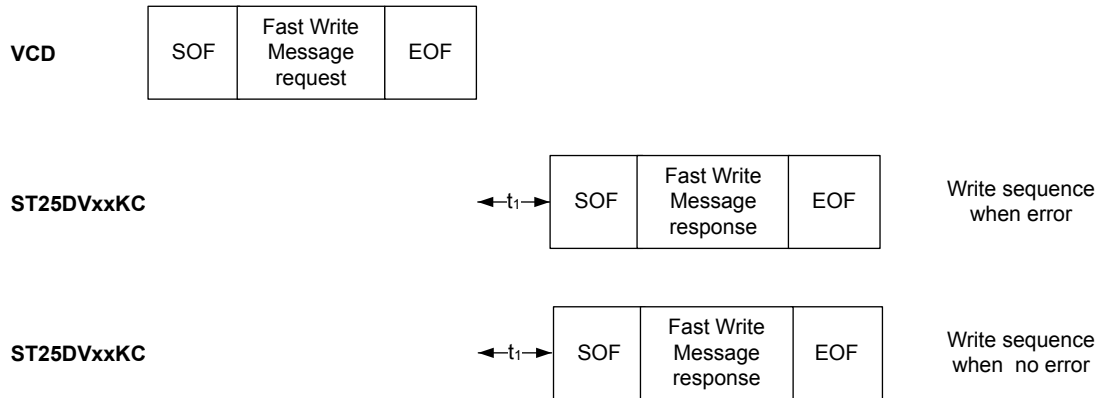 VCD
SOF
Fast Write
Message
request
EOF
ST25DVxxKC
t1
SOF
Fast Write
Message
response
EOF
Write sequence
when error
ST25DVxxKC
t1
SOF
Fast Write
Message
response
EOF
Write sequence
when no error